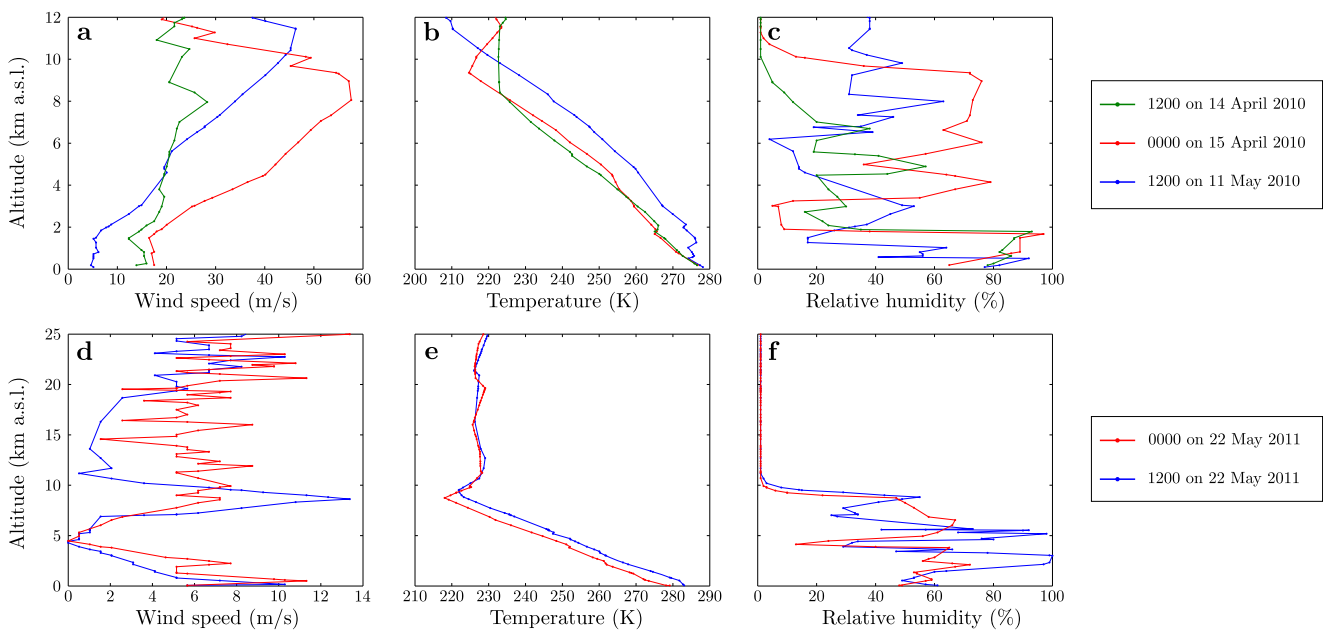 a
b
c
Altitude (km a.s.l.)
12
10
8
6
4
2
0
0 10 20 30 40 50 60
Wind speed (m/s)
200 210 220 230 240 250 260 270 280
Temperature (K)
0 20 40 60 80 100
Relative humidity (%)
1200 on 14 April 2010
0000 on 15 April 2010
1200 on 11 May 2010
d
e
f
Altitude (km a.s.l.)
25
20
15
10
5
0
0 2 4 6 8 10 12 14
Wind speed (m/s)
210 220 230 240 250 260 270 280 290
Temperature (K)
0 20 40 60 80 100
Relative humidity (%)
0000 on 22 May 2011
1200 on 22 May 2011